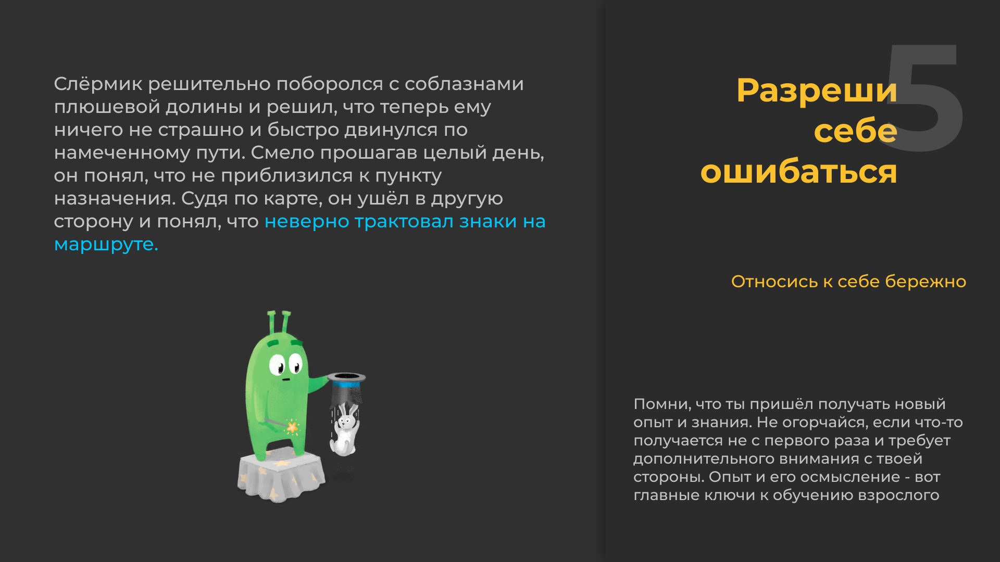 Слёрмик решительно поборолся с соблазнами
плюшевой долины и решил, что теперь ему
ничего не страшно и быстро двинулся по
намеченному пути. Смело прошагав целый день,
он понял, что не приблизился к пункту
назначения. Судя по карте, он ушёл в другую
сторону и понял, что неверно трактовал знаки на
маршруте.
5
Разреши
себе
ошибаться
Относись к себе бережно
Помни, что ты пришёл получать новый
опыт и знания. Не огорчайся, если что-то
получается не с первого раза и требует
дополнительного внимания с твоей
стороны. Опыт и его осмысление - вот
главные ключи к обучению взрослого